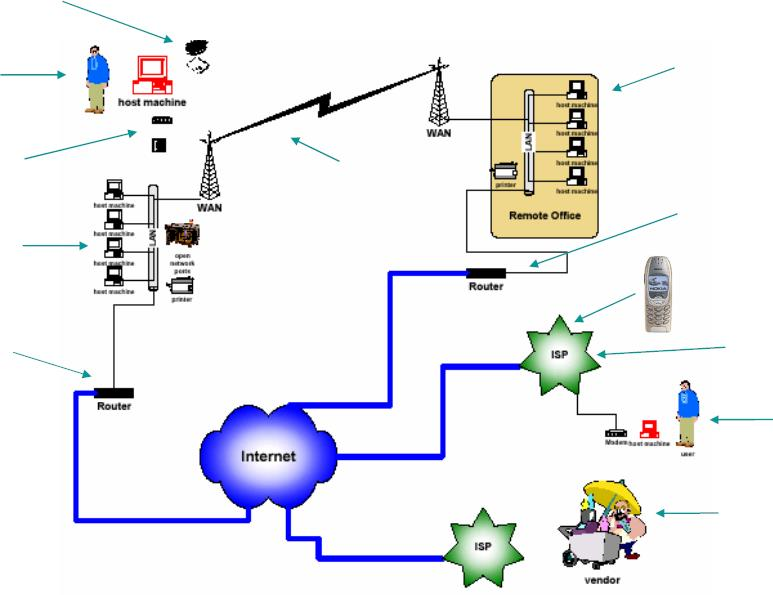 host machine
WAN
WAN
host machine
host machine
host machine
host machine
LAN
printer
Remote Office
host machine
host machine
host machine
host machine
LAN
open
network
ports
printer
Router
NOKIA
ISP
Router
Modem
host machine
user
Internet
ISP
vendor